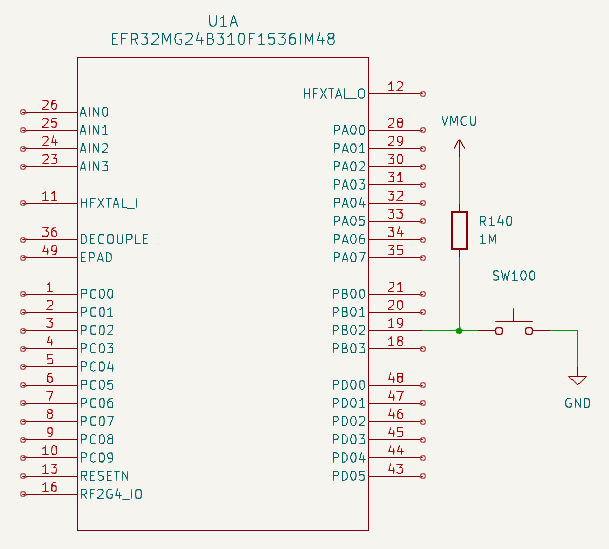 U1A
EFR32MG24B310F1536IM48
12 HFXTAL_O
26 AIN0
25 AIN1
24 AIN2
23 AIN3
11 HFXTAL_I
36 DECOUPLE
49 EPAD
1 PC00
2 PC01
3 PC02
4 PC03
5 PC04
6 PC05
7 PC06
8 PC07
9 PC08
10 PC09
13 RESETN
16 RF2G4_IO
PA00 28
PA01 29
PA02 30
PA03 31
PA04 32
PA05 33
PA06 34
PA07 35
PB00 21
PB01 20
PB02 19
PB03 18
PD00 48
PD01 47
PD02 46
PD03 45
PD04 44
PD05 43
VMCU
R140
1M
SW100
GND